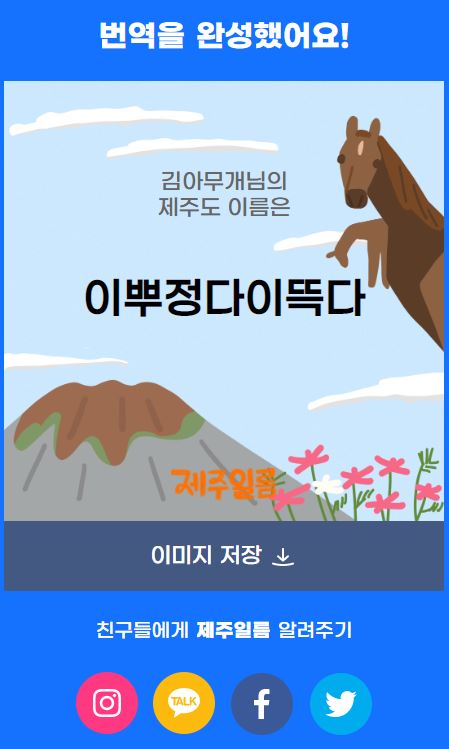 번역을 완성했어요!
김아무개님의
제주도 이름은
이뿌정다이뜩다
제주일름
이미지 저장
친구들에게 제주일름 알려주기
TALK